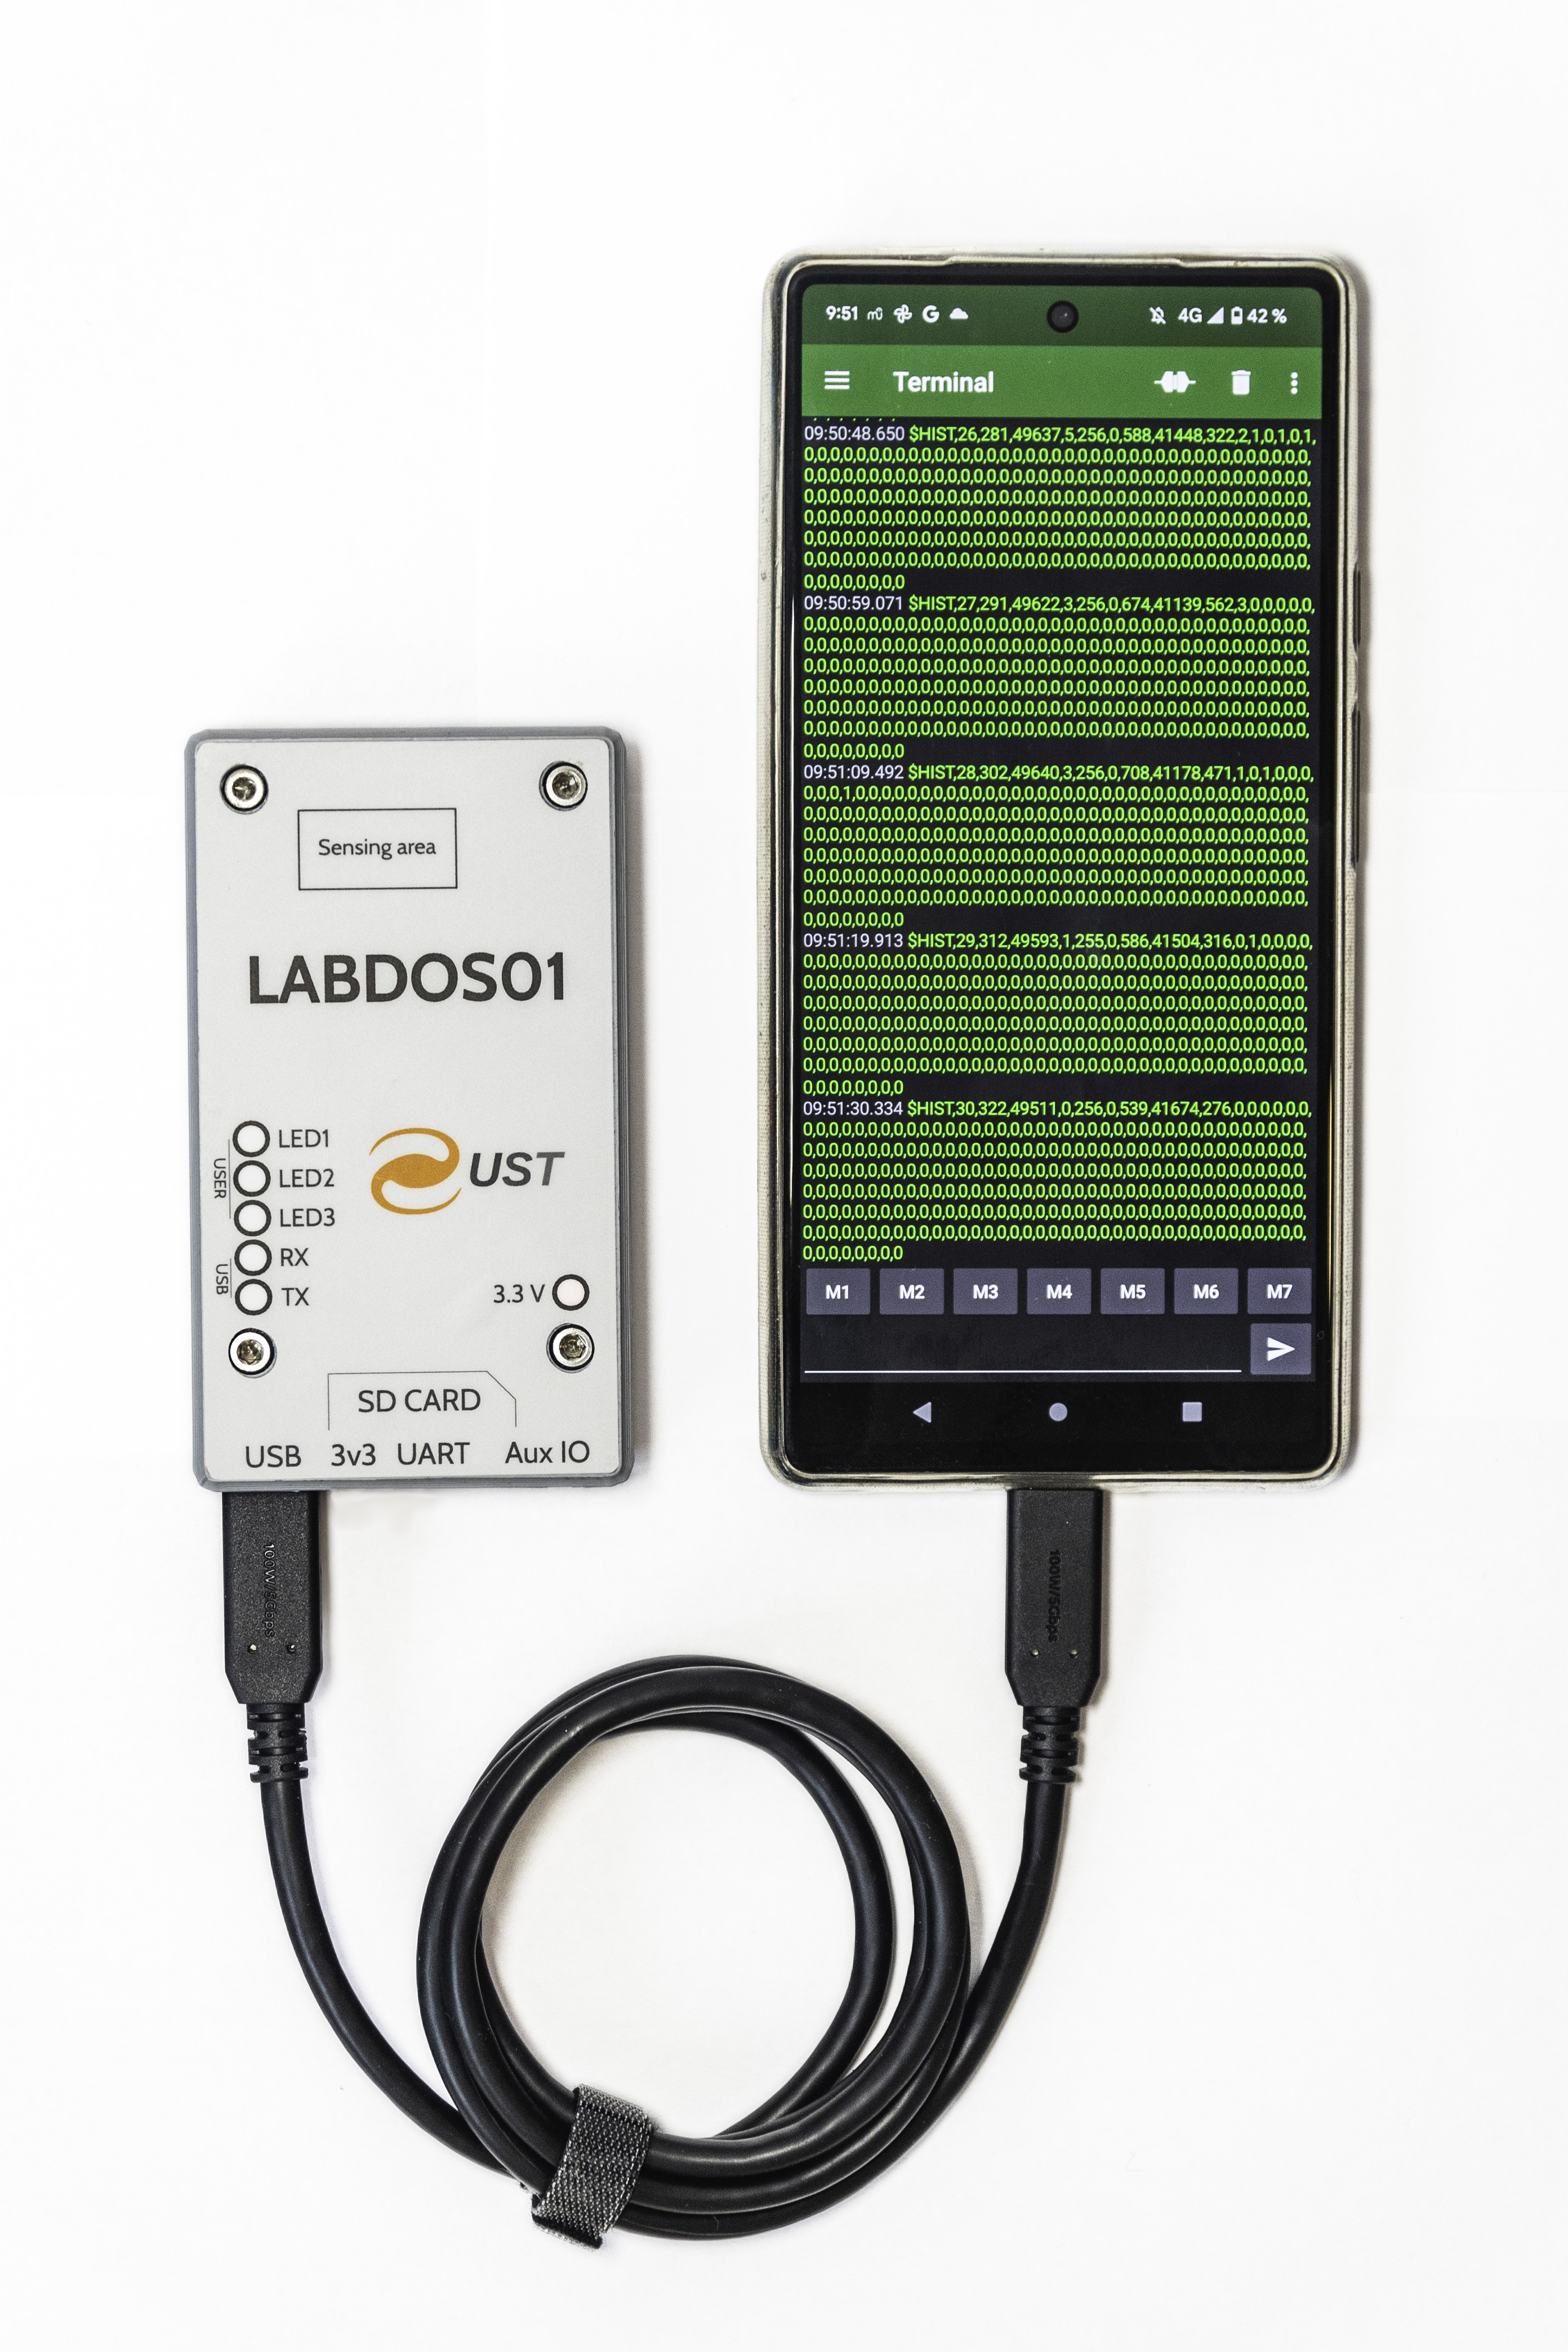 Sensing area
LABDOS01
USER
LED1
LED2
LED3
USB
RX
TX
UST
3.3 V
SD CARD
USB 3v3 UART Aux IO
100W/5Gbps
9:51 G 4G 42 %
Terminal
09:50:48.650 $HIST,26,281,49637,5,256,0,588,41448,322,2,1,0,1,0,1,
0,0,0,0,0,0,0,0,0,0,0,0,0,0,0,0,0,0,0,0,0,0,0,0,0,0,0,0,0,0,0,0,0,0,0,0,0,0,0,
0,0,0,0,0,0,0,0,0,0,0,0,0,0,0,0,0,0,0,0,0,0,0,0,0,0,0,0,0,0,0,0,0,0,0,0,0,0,0,
0,0,0,0,0,0,0,0,0,0,0,0,0,0,0,0,0,0,0,0,0,0,0,0,0,0,0,0,0,0,0,0,0,0,0,0,0,0,0,
0,0,0,0,0,0,0,0,0,0,0,0,0,0,0,0,0,0,0,0,0,0,0,0,0,0,0,0,0,0,0,0,0,0,0,0,0,0,0,
0,0,0,0,0,0,0,0,0,0,0,0,0,0,0,0,0,0,0,0,0,0,0,0,0,0,0,0,0,0,0,0,0,0,0,0,0,0,0,
0,0,0,0,0,0,0,0,0,0,0,0,0,0,0,0,0,0,0,0,0,0,0,0,0,0,0,0,0,0,0,0,0,0,0,0,0,0,0,
0,0,0,0,0,0,0,0
09:50:59.071 $HIST,27,291,49622,3,256,0,674,41139,562,3,0,0,0,0,0,
0,0,0,0,0,0,0,0,0,0,0,0,0,0,0,0,0,0,0,0,0,0,0,0,0,0,0,0,0,0,0,0,0,0,0,0,0,0,0,
0,0,0,0,0,0,0,0,0,0,0,0,0,0,0,0,0,0,0,0,0,0,0,0,0,0,0,0,0,0,0,0,0,0,0,0,0,0,0,
0,0,0,0,0,0,0,0,0,0,0,0,0,0,0,0,0,0,0,0,0,0,0,0,0,0,0,0,0,0,0,0,0,0,0,0,0,0,0,
0,0,0,0,0,0,0,0,0,0,0,0,0,0,0,0,0,0,0,0,0,0,0,0,0,0,0,0,0,0,0,0,0,0,0,0,0,0,0,
0,0,0,0,0,0,0,0,0,0,0,0,0,0,0,0,0,0,0,0,0,0,0,0,0,0,0,0,0,0,0,0,0,0,0,0,0,0,0,
0,0,0,0,0,0,0,0,0,0,0,0,0,0,0,0,0,0,0,0,0,0,0,0,0,0,0,0,0,0,0,0,0,0,0,0,0,0,0,
0,0,0,0,0,0,0,0
09:51:09.492 $HIST,28,302,49640,3,256,0,708,41178,471,1,0,1,0,0,0,
0,0,0,1,0,0,0,0,0,0,0,0,0,0,0,0,0,0,0,0,0,0,0,0,0,0,0,0,0,0,0,0,0,0,0,0,0,0,0,
0,0,0,0,0,0,0,0,0,0,0,0,0,0,0,0,0,0,0,0,0,0,0,0,0,0,0,0,0,0,0,0,0,0,0,0,0,0,0,
0,0,0,0,0,0,0,0,0,0,0,0,0,0,0,0,0,0,0,0,0,0,0,0,0,0,0,0,0,0,0,0,0,0,0,0,0,0,0,
0,0,0,0,0,0,0,0,0,0,0,0,0,0,0,0,0,0,0,0,0,0,0,0,0,0,0,0,0,0,0,0,0,0,0,0,0,0,0,
0,0,0,0,0,0,0,0,0,0,0,0,0,0,0,0,0,0,0,0,0,0,0,0,0,0,0,0,0,0,0,0,0,0,0,0,0,0,0,
0,0,0,0,0,0,0,0,0,0,0,0,0,0,0,0,0,0,0,0,0,0,0,0,0,0,0,0,0,0,0,0,0,0,0,0,0,0,0,
0,0,0,0,0,0,0,0
09:51:19.913 $HIST,29,312,49593,1,255,0,586,41504,316,0,1,0,0,0,0,
0,0,0,0,0,0,0,0,0,0,0,0,0,0,0,0,0,0,0,0,0,0,0,0,0,0,0,0,0,0,0,0,0,0,0,0,0,0,0,
0,0,0,0,0,0,0,0,0,0,0,0,0,0,0,0,0,0,0,0,0,0,0,0,0,0,0,0,0,0,0,0,0,0,0,0,0,0,0,
0,0,0,0,0,0,0,0,0,0,0,0,0,0,0,0,0,0,0,0,0,0,0,0,0,0,0,0,0,0,0,0,0,0,0,0,0,0,0,
0,0,0,0,0,0,0,0,0,0,0,0,0,0,0,0,0,0,0,0,0,0,0,0,0,0,0,0,0,0,0,0,0,0,0,0,0,0,0,
0,0,0,0,0,0,0,0,0,0,0,0,0,0,0,0,0,0,0,0,0,0,0,0,0,0,0,0,0,0,0,0,0,0,0,0,0,0,0,
0,0,0,0,0,0,0,0,0,0,0,0,0,0,0,0,0,0,0,0,0,0,0,0,0,0,0,0,0,0,0,0,0,0,0,0,0,0,0,
0,0,0,0,0,0,0,0
09:51:30.334 $HIST,30,322,49511,0,256,0,539,41674,276,0,0,0,0,0,0,
0,0,0,0,0,0,0,0,0,0,0,0,0,0,0,0,0,0,0,0,0,0,0,0,0,0,0,0,0,0,0,0,0,0,0,0,0,0,0,
0,0,0,0,0,0,0,0,0,0,0,0,0,0,0,0,0,0,0,0,0,0,0,0,0,0,0,0,0,0,0,0,0,0,0,0,0,0,0,
0,0,0,0,0,0,0,0,0,0,0,0,0,0,0,0,0,0,0,0,0,0,0,0,0,0,0,0,0,0,0,0,0,0,0,0,0,0,0,
0,0,0,0,0,0,0,0,0,0,0,0,0,0,0,0,0,0,0,0,0,0,0,0,0,0,0,0,0,0,0,0,0,0,0,0,0,0,0,
0,0,0,0,0,0,0,0,0,0,0,0,0,0,0,0,0,0,0,0,0,0,0,0,0,0,0,0,0,0,0,0,0,0,0,0,0,0,0,
0,0,0,0,0,0,0,0,0,0,0,0,0,0,0,0,0,0,0,0,0,0,0,0,0,0,0,0,0,0,0,0,0,0,0,0,0,0,0,
0,0,0,0,0,0,0,0
M1 M2 M3 M4 M5 M6 M7
100W/5Gbps